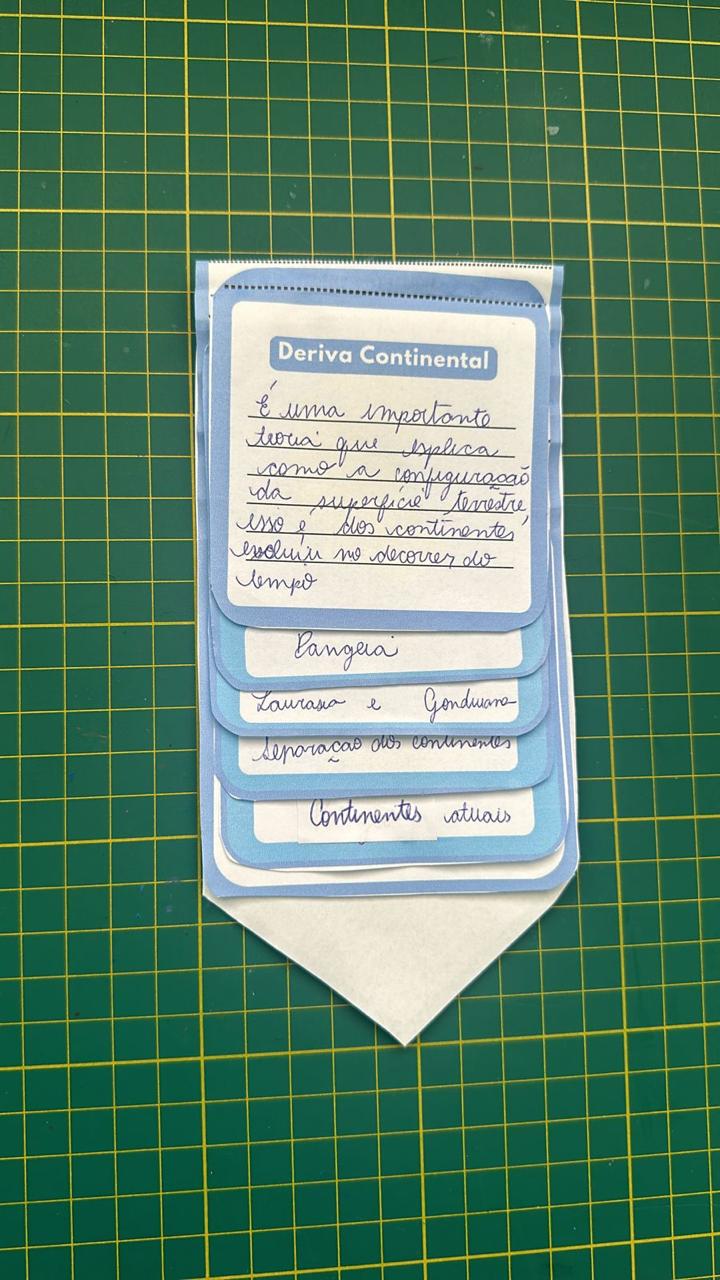 Deriva Continental
É uma importante
teoria que explica
como a configuração
da superfície terrestre,
isso é, dos continentes,
evoluiu no decorrer do
tempo
Pangeia
Laurasia e Gondwana
Separação dos continentes
Continentes atuais